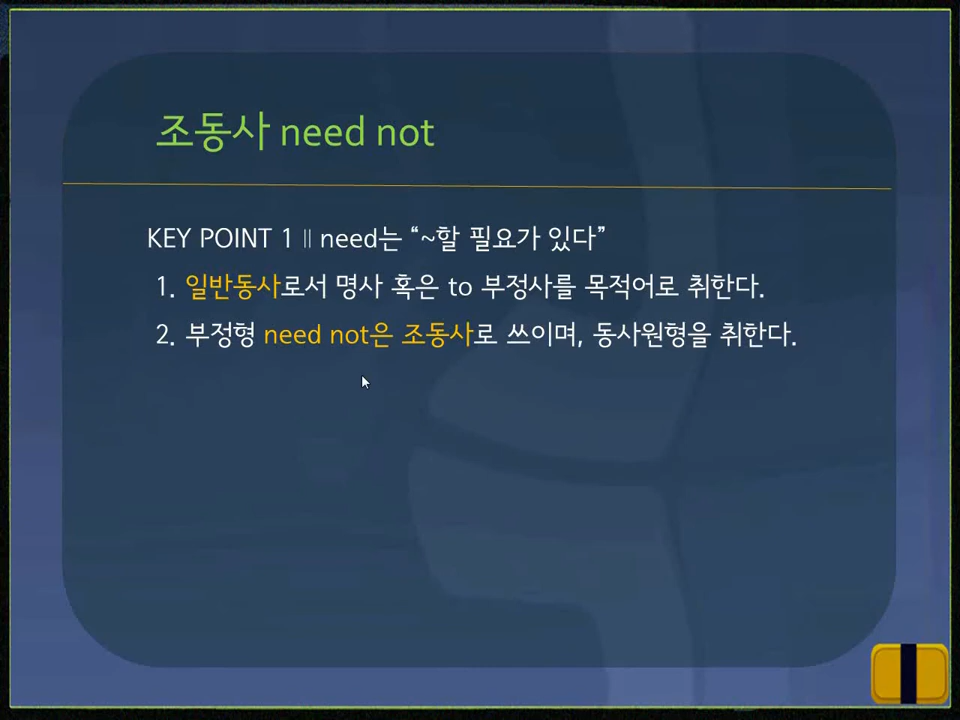 조동사 need not
KEY POINT 1 || need는 “~할 필요가 있다”
1. 일반동사로서 명사 혹은 to 부정사를 목적어로 취한다.
2. 부정형 need not은 조동사로 쓰이며, 동사원형을 취한다.